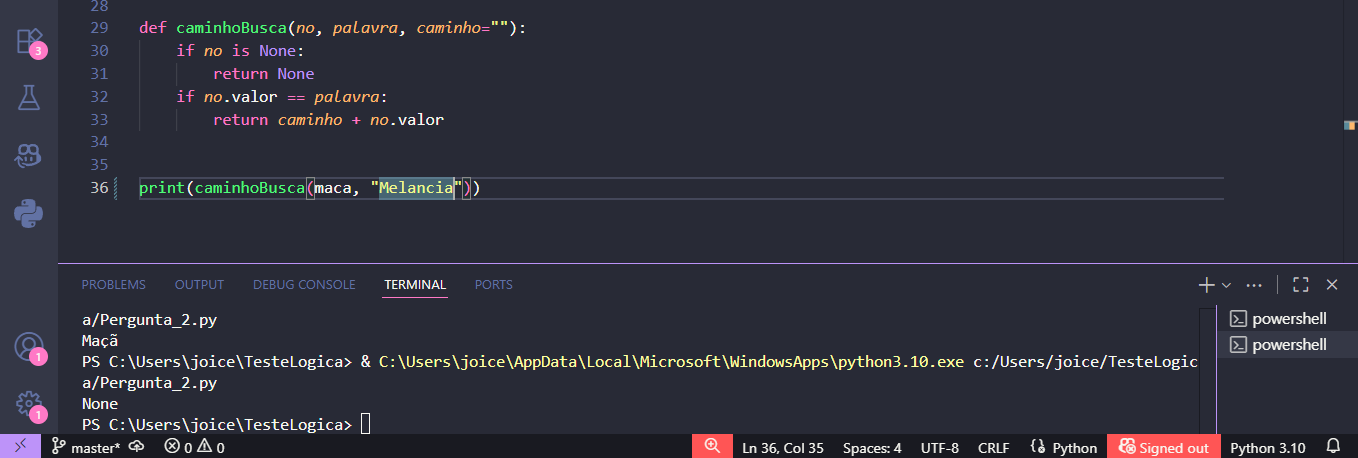 28
29 def caminhoBusca(no, palavra, caminho=""):
30 if no is None:
31 return None
32 if no.valor == palavra:
33 return caminho + no.valor
34
35
36 print(caminhoBusca(maca, "Melancia"))
3
1
1
PROBLEMS OUTPUT DEBUG CONSOLE TERMINAL PORTS
a/Pergunta_2.py
Maçã
PS C:\Users\joice\TesteLogica> & C:\Users\joice\AppData\Local\Microsoft\WindowsApps\python3.10.exe c:/Users/joice/TesteLogic
a/Pergunta_2.py
None
PS C:\Users\joice\TesteLogica>
powershell
powershell
master* 0 0 Ln 36, Col 35 Spaces: 4 UTF-8 CRLF Python Signed out Python 3.10